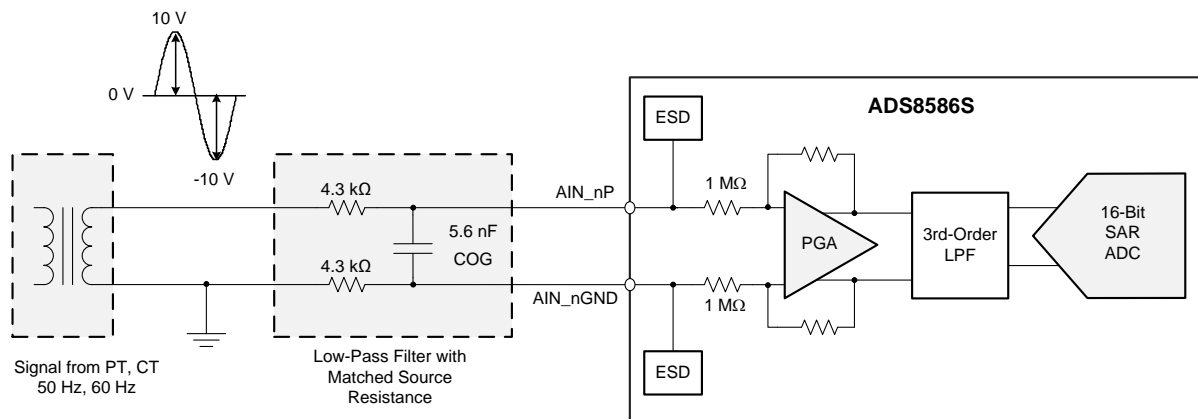 10 V
0 V
-10 V
ADS8586S
ESD
4.3 kΩ
AIN_nP
1 MΩ
5.6 nF
COG
PGA
3rd-Order
LPF
16-Bit
SAR
ADC
4.3 kΩ
AIN_nGND
1 MΩ
ESD
Signal from PT, CT
50 Hz, 60 Hz
Low-Pass Filter with
Matched Source
Resistance